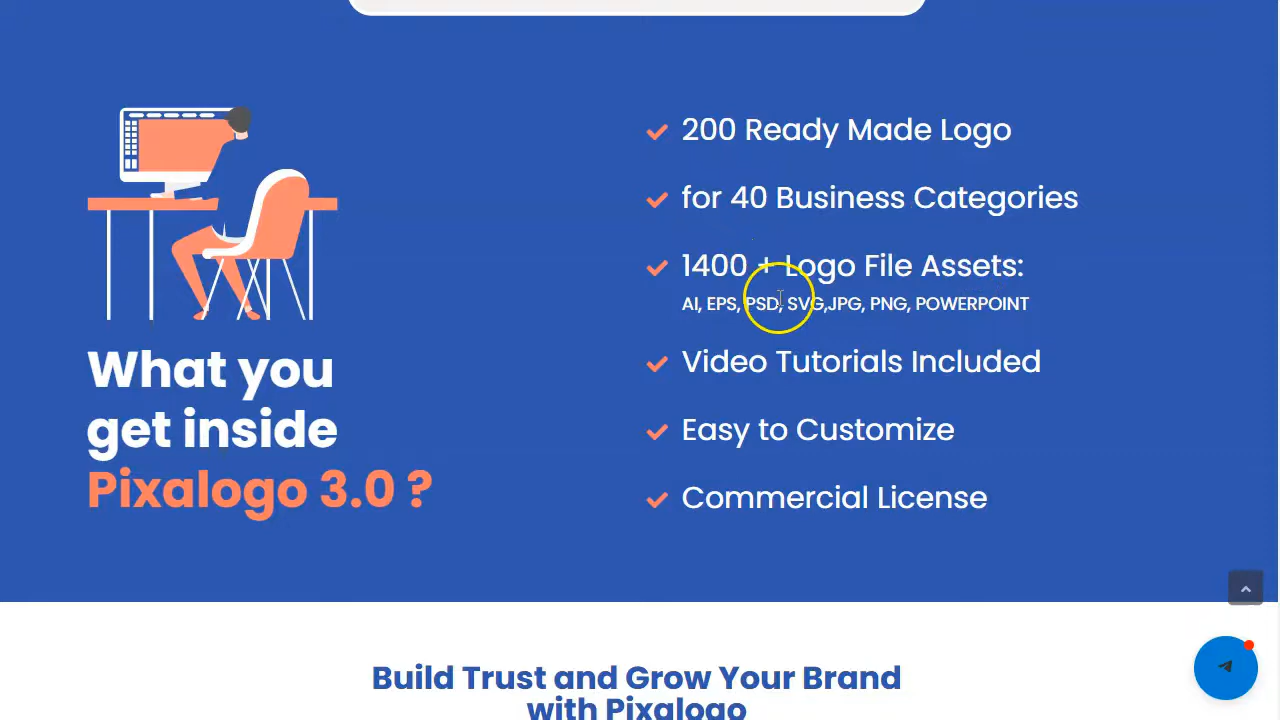 What you
get inside
Pixalogo 3.0 ?
200 Ready Made Logo
for 40 Business Categories
1400 + Logo File Assets:
AI, EPS, PSD, SVG,JPG, PNG, POWERPOINT
Video Tutorials Included
Easy to Customize
Commercial License
Build Trust and Grow Your Brand
with Pixalogo